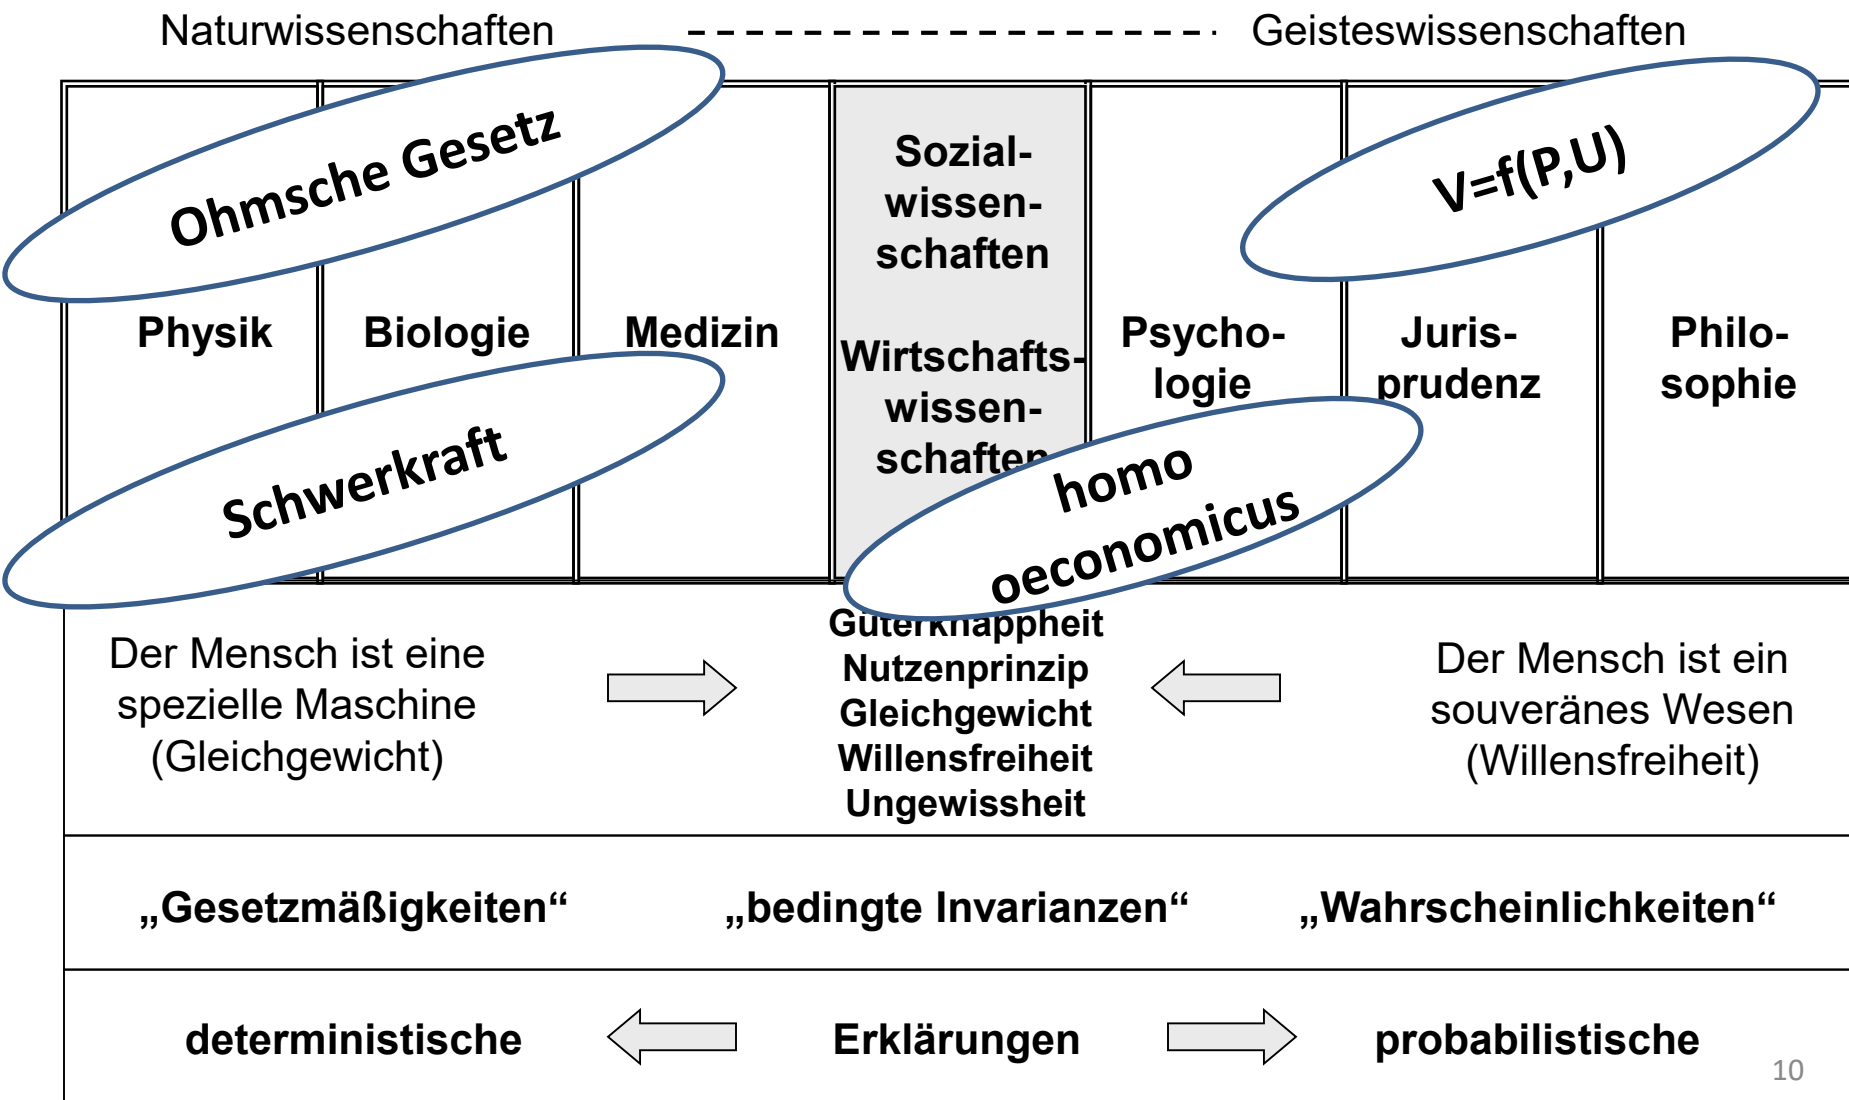 Naturwissenschaften - - - - - - - - - - - - - - - - - - - Geisteswissenschaften
Ohmsche Gesetz
V=f(P,U)
Sozial-
wissen-
schaften
Physik
Biologie
Medizin
Wirtschafts-
wissen-
schaften
Psycho-
logie
Juris-
prudenz
Philo-
sophie
Schwerkraft
homo
oeconomicus
Der Mensch ist eine
spezielle Maschine
(Gleichgewicht)
Güterknappheit
Nutzenprinzip
Gleichgewicht
Willensfreiheit
Ungewissheit
Der Mensch ist ein
souveränes Wesen
(Willensfreiheit)
„Gesetzmäßigkeiten“ „bedingte Invarianzen“ „Wahrscheinlichkeiten“
deterministische Erklärungen probabilistische
10